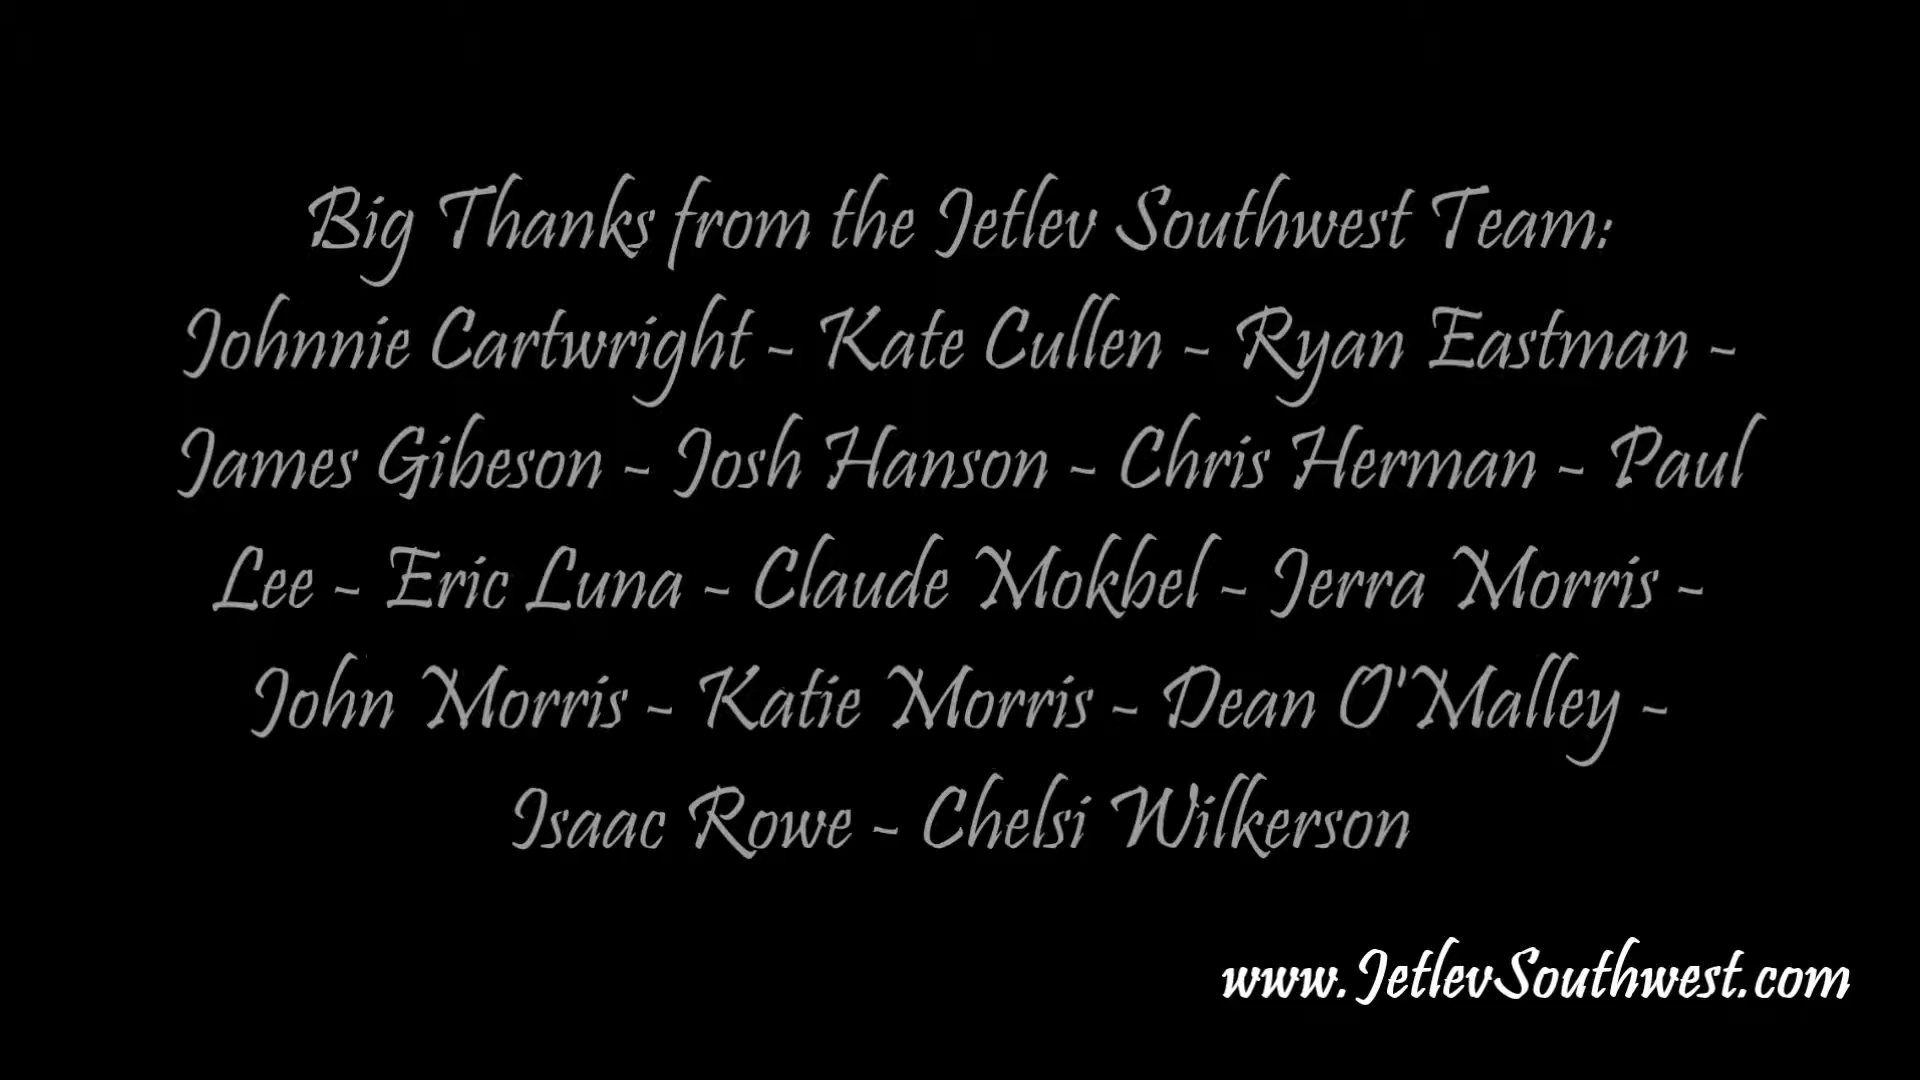 Big Thanks from the Jetlev Southwest Team:
Johnnie Cartwright - Kate Cullen - Ryan Eastman -
James Gibeson - Josh Hanson - Chris Herman - Paul
Lee - Eric Luna - Claude Mokbel - Jerra Morris -
John Morris - Katie Morris - Dean O'Malley -
Isaac Rowe - Chelsi Wilkerson
www.JetlevSouthwest.com